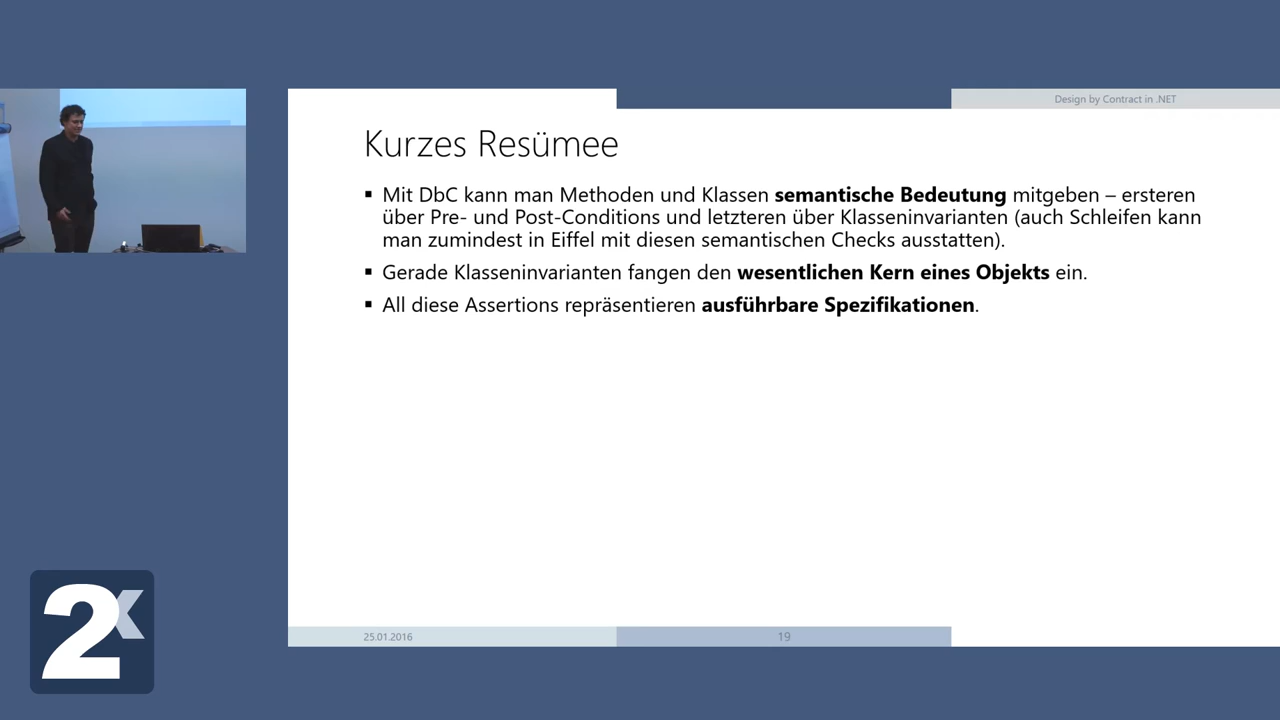 Design by Contract in .NET
Kurzes Resümee
▪ Mit DbC kann man Methoden und Klassen semantische Bedeutung mitgeben – ersteren
über Pre- und Post-Conditions und letzteren über Klasseninvarianten (auch Schleifen kann
man zumindest in Eiffel mit diesen semantischen Checks ausstatten).
▪ Gerade Klasseninvarianten fangen den wesentlichen Kern eines Objekts ein.
▪ All diese Assertions repräsentieren ausführbare Spezifikationen.
25.01.2016
19
2x